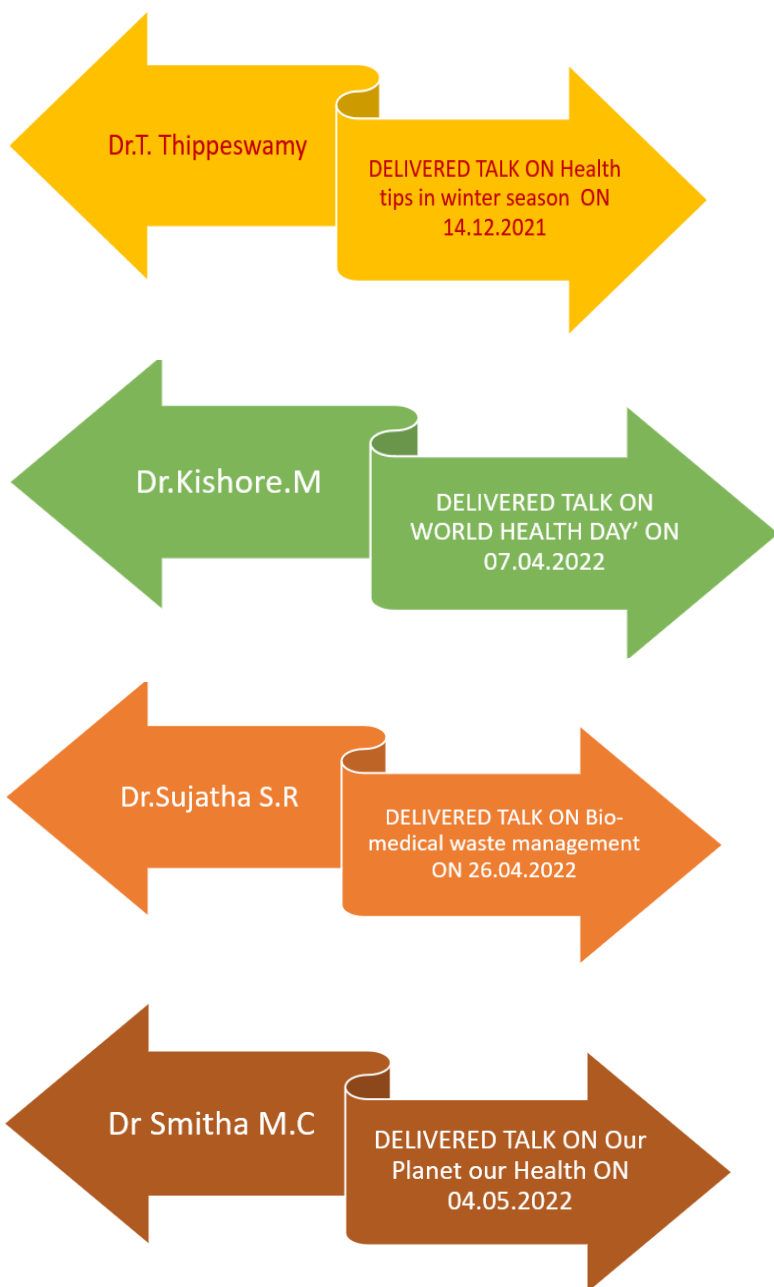 Dr.T. Thippeswamy
DELIVERED TALK ON Health
tips in winter season ON
14.12.2021
Dr.Kishore.M
DELIVERED TALK ON
WORLD HEALTH DAY’ ON
07.04.2022
Dr.Sujatha S.R
DELIVERED TALK ON Bio-
medical waste management
ON 26.04.2022
Dr Smitha M.C
DELIVERED TALK ON Our
Planet our Health ON
04.05.2022